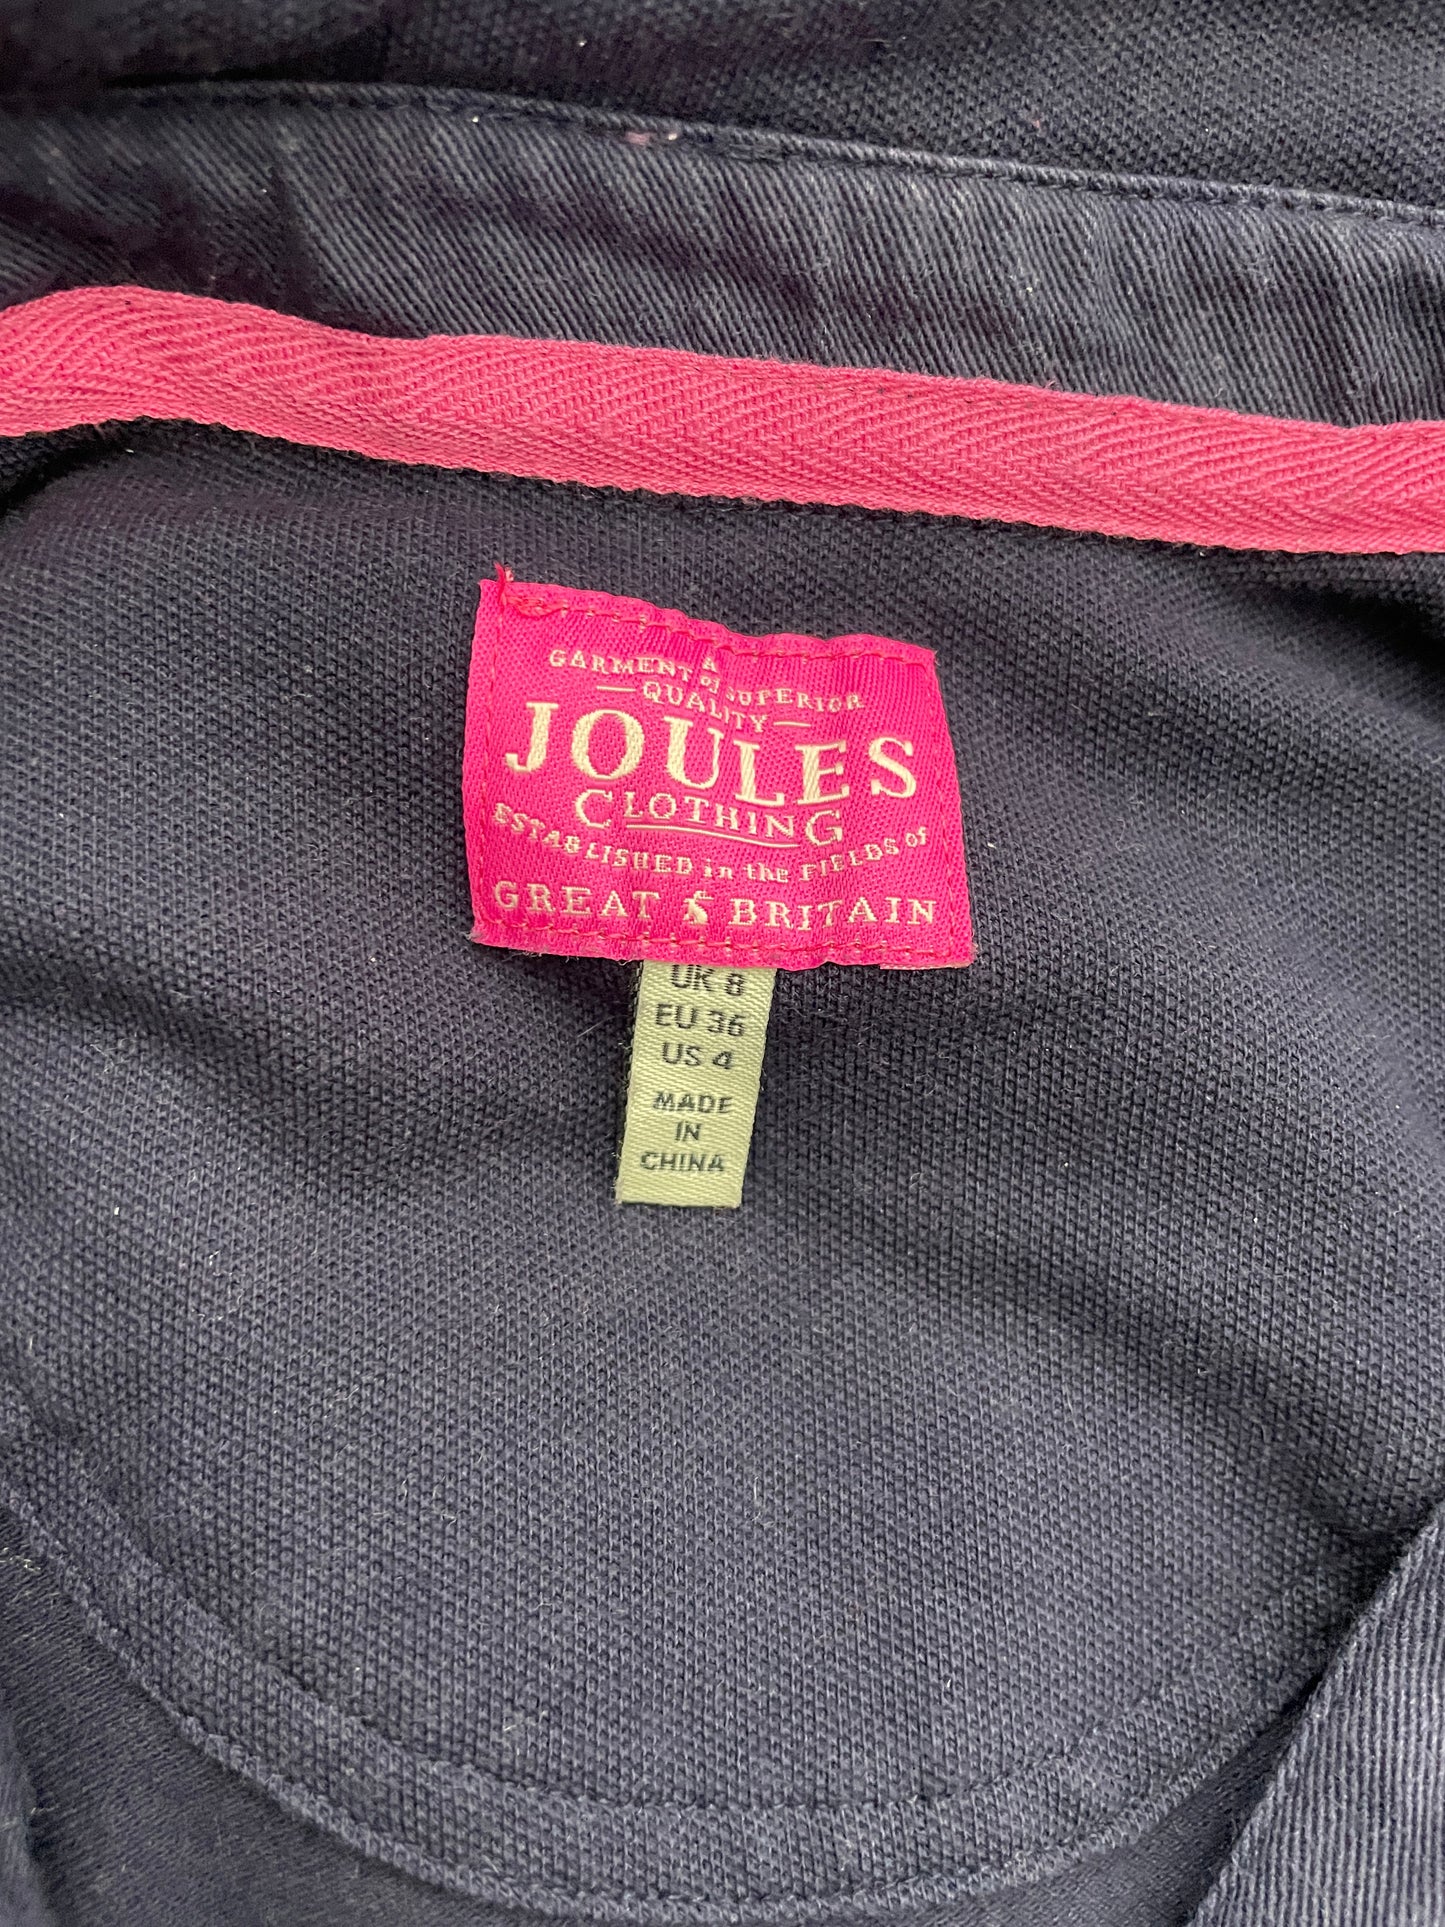 A
GARMENT of SUPERIOR
QUALITY
JOULES
CLOTHING
ESTABLISHED in the FIELDS of
GREAT BRITAIN
UK 8
EU 36
US 4
MADE
IN
CHINA